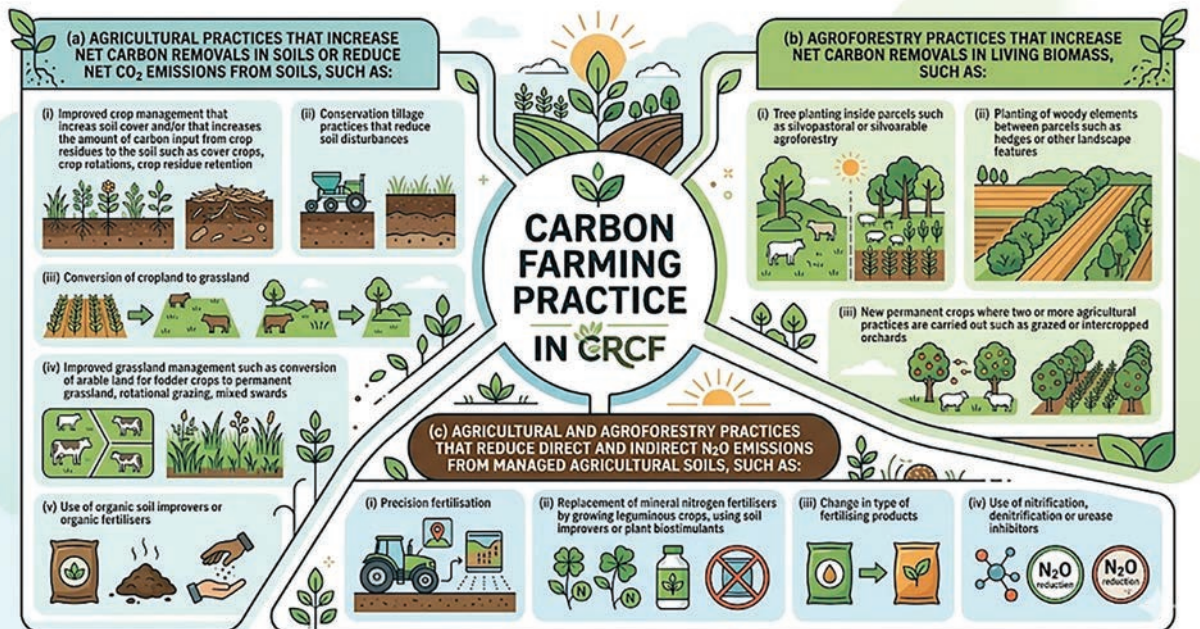 (a) AGRICULTURAL PRACTICES THAT INCREASE
NET CARBON REMOVALS IN SOILS OR REDUCE
NET CO₂ EMISSIONS FROM SOILS, SUCH AS:
(i) Improved crop management that
increas soil cover and/or that increases
the amount of carbon input from crop
residues to the soil such as cover crops,
crop rotations, crop residue retention
(ii) Conservation tillage
practices that reduce
soil disturbances
(iii) Conversion of cropland to grassland
(iv) Improved grassland management such as conversion
of arable land for fodder crops to permanent
grassland, rotational grazing, mixed swards
(v) Use of organic soil improvers or
organic fertilisers
CARBON
FARMING
PRACTICE
IN CRCF
(b) AGROFORESTRY PRACTICES THAT INCREASE
NET CARBON REMOVALS IN LIVING BIOMASS,
SUCH AS:
(i) Tree planting inside parcels such
as silvopastoral or silvoarable
agroforestry
(ii) Planting of woody elements
between parcels such as
hedges or other landscape
features
(iii) New permanent crops where two or more agricultural
practices are carried out such as grazed or intercropped
orchards
(c) AGRICULTURAL AND AGROFORESTRY PRACTICES
THAT REDUCE DIRECT AND INDIRECT N₂O EMISSIONS
FROM MANAGED AGRICULTURAL SOILS, SUCH AS:
(i) Precision fertilisation
(ii) Replacement of mineral nitrogen fertilisers
by growing leguminous crops, using soil
improvers or plant biostimulants
N
N
(iii) Change in type of
fertilising products
(iv) Use of nitrification,
denitrification or urease
inhibitors
N₂O
reduction
N₂O
reduction